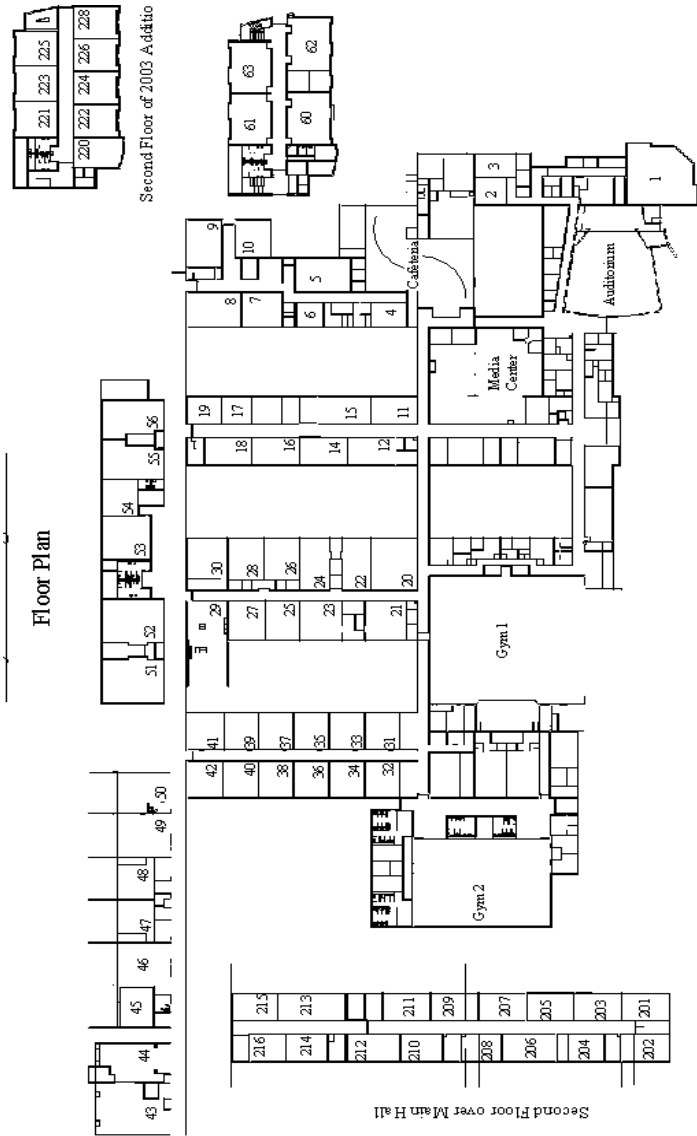 Floor Plan
Second Floor of 2003 Additio
221 223 225
220 222 224 226 228
61 63
60 62
51 52 53 54 55 56
43 44 45 46 47 48 49 50
9
10
8
7
5
6
4
Cafeteria
3
2
1
Auditorium
Media
Center
19 17 15 11
18 16 14 12
30 28 26 24 22 20
29 27 25 23 21
41 39 37 35 33 31
42 40 38 36 34 32
Gym 1
Gym 2
215 213 211 209 207 205 203 201
216 214 212 210 208 206 204 202
Second Floor over Main Hall